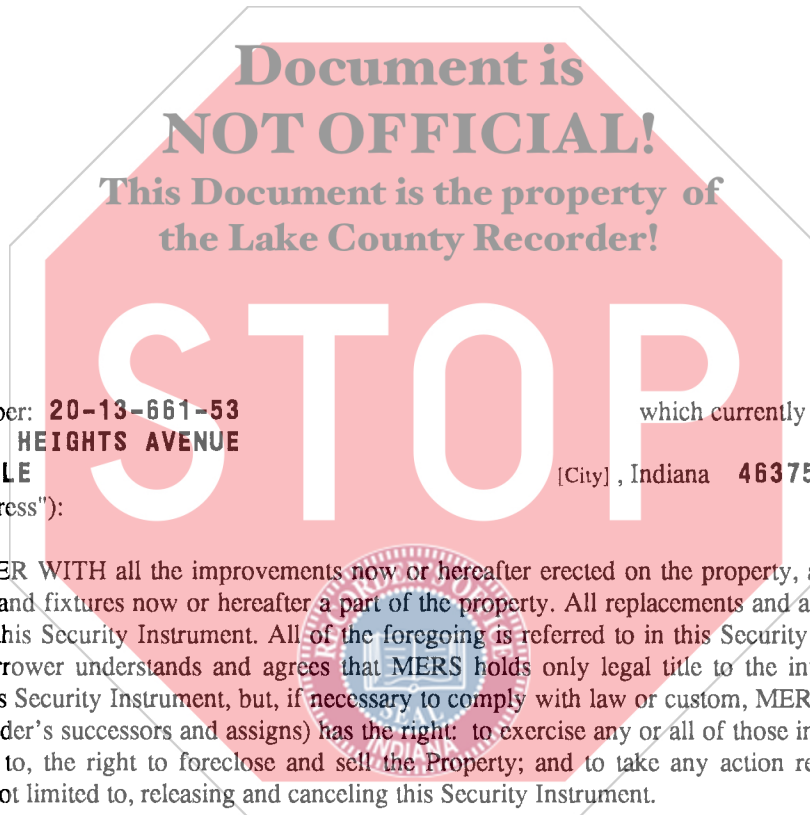 Document is
NOT OFFICIAL!
This Document is the property of
the Lake County Recorder!
STOP
ber: 20-13-661-53 which currently
HEIGHTS AVENUE
LE [City] , Indiana 46375
ress"):
ER WITH all the improvements now or hereafter erected on the property, a
and fixtures now or hereafter a part of the property. All replacements and a
his Security Instrument. All of the foregoing is referred to in this Security
rrower understands and agrees that MERS holds only legal title to the in
s Security Instrument, but, if necessary to comply with law or custom, MER
der's successors and assigns) has the right: to exercise any or all of those in
to, the right to foreclose and sell the Property; and to take any action re
ot limited to, releasing and canceling this Security Instrument.
RECORDER'S OFFICE
SEAL
INDIANA